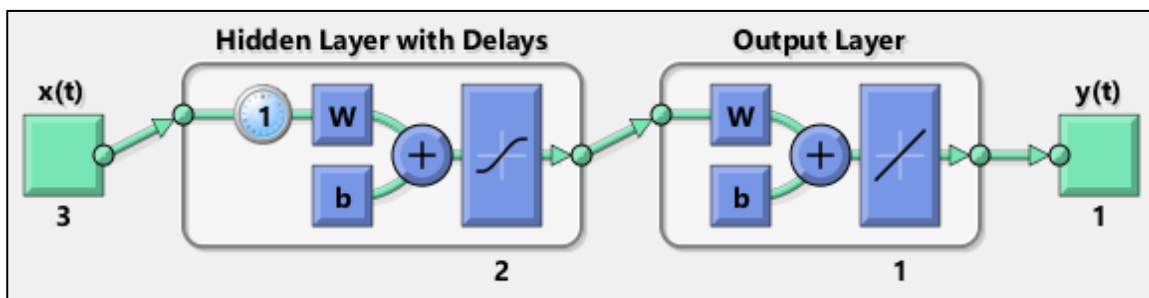 Hidden Layer with Delays
Output Layer
x(t)
1
W
b
+
W
b
+
y(t)
3
2
1
1